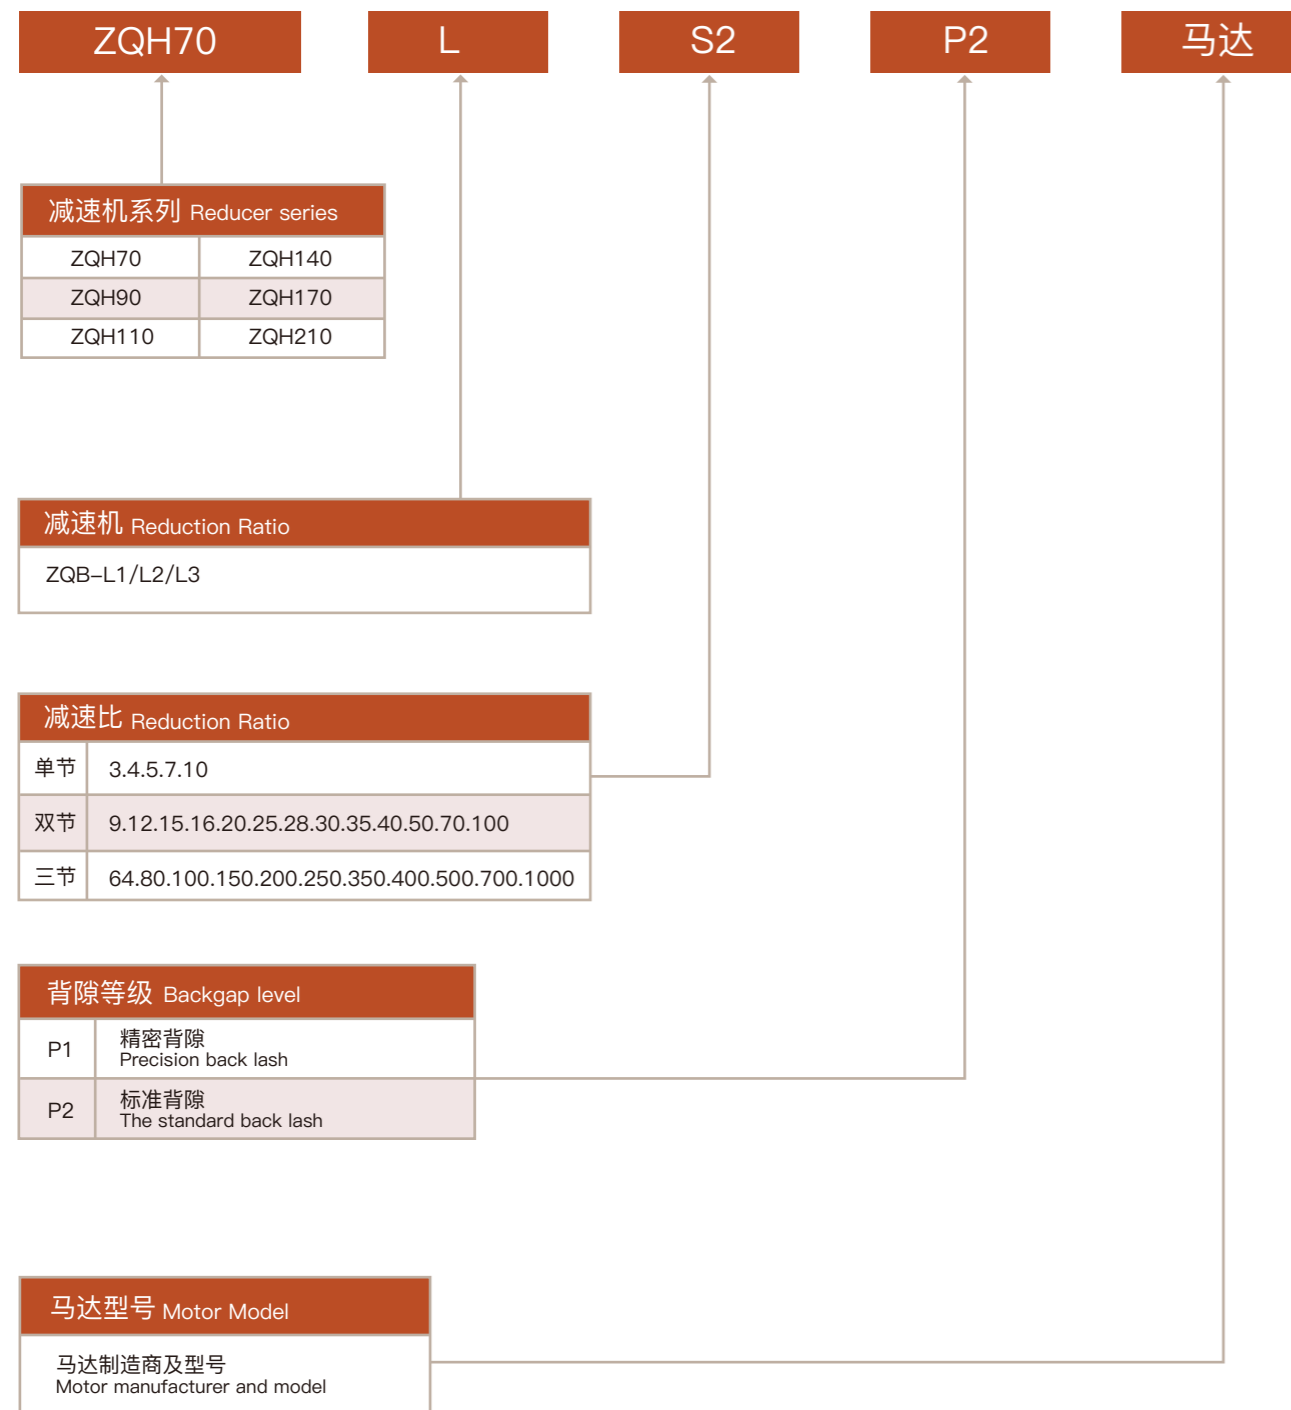 ZQH70 L S2 P2 马达
减速机系列 Reducer series
ZQH70 ZQH140
ZQH90 ZQH170
ZQH110 ZQH210
减速机 Reduction Ratio
ZQB-L1/L2/L3
减速比 Reduction Ratio
单节 3.4.5.7.10
双节 9.12.15.16.20.25.28.30.35.40.50.70.100
三节 64.80.100.150.200.250.350.400.500.700.1000
背隙等级 Backgap level
P1 精密背隙
Precision back lash
P2 标准背隙
The standard back lash
马达型号 Motor Model
马达制造商及型号
Motor manufacturer and model